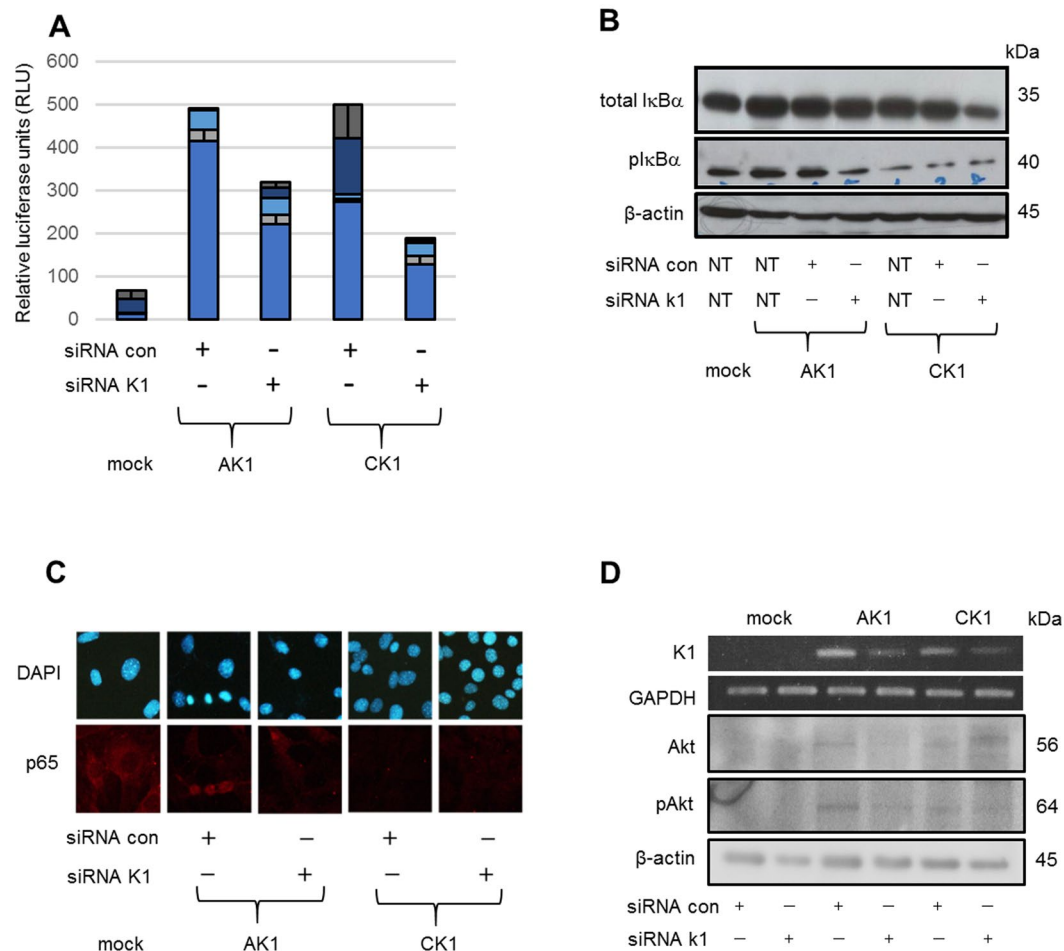 A
Relative luciferase units (RLU)
600
500
400
300
200
100
0
siRNA con + - + -
siRNA K1 - + - +
mock AK1 CK1
B
kDa
total IκBα 35
pIκBα 40
β-actin 45
siRNA con NT NT + − NT + −
siRNA k1 NT NT − + NT − +
mock AK1 CK1
C
DAPI
p65
siRNA con + − + −
siRNA K1 − + − +
mock AK1 CK1
D
mock AK1 CK1 kDa
K1
GAPDH
Akt 56
pAkt 64
β-actin 45
siRNA con + − + − + −
siRNA k1 − + − + − +